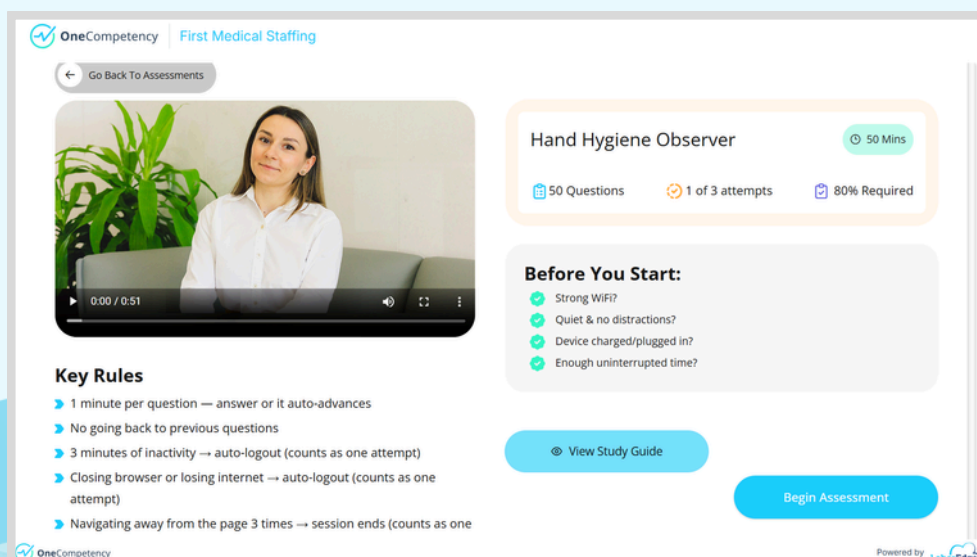 OneCompetency First Medical Staffing
Go Back To Assessments
0:00 / 0:51
Hand Hygiene Observer
50 Mins
50 Questions
1 of 3 attempts
80% Required
Before You Start:
Strong WiFi?
Quiet & no distractions?
Device charged/plugged in?
Enough uninterrupted time?
Key Rules
1 minute per question — answer or it auto-advances
No going back to previous questions
3 minutes of inactivity → auto-logout (counts as one attempt)
Closing browser or losing internet → auto-logout (counts as one
attempt)
Navigating away from the page 3 times → session ends (counts as one
View Study Guide
Begin Assessment
OneCompetency
Powered by